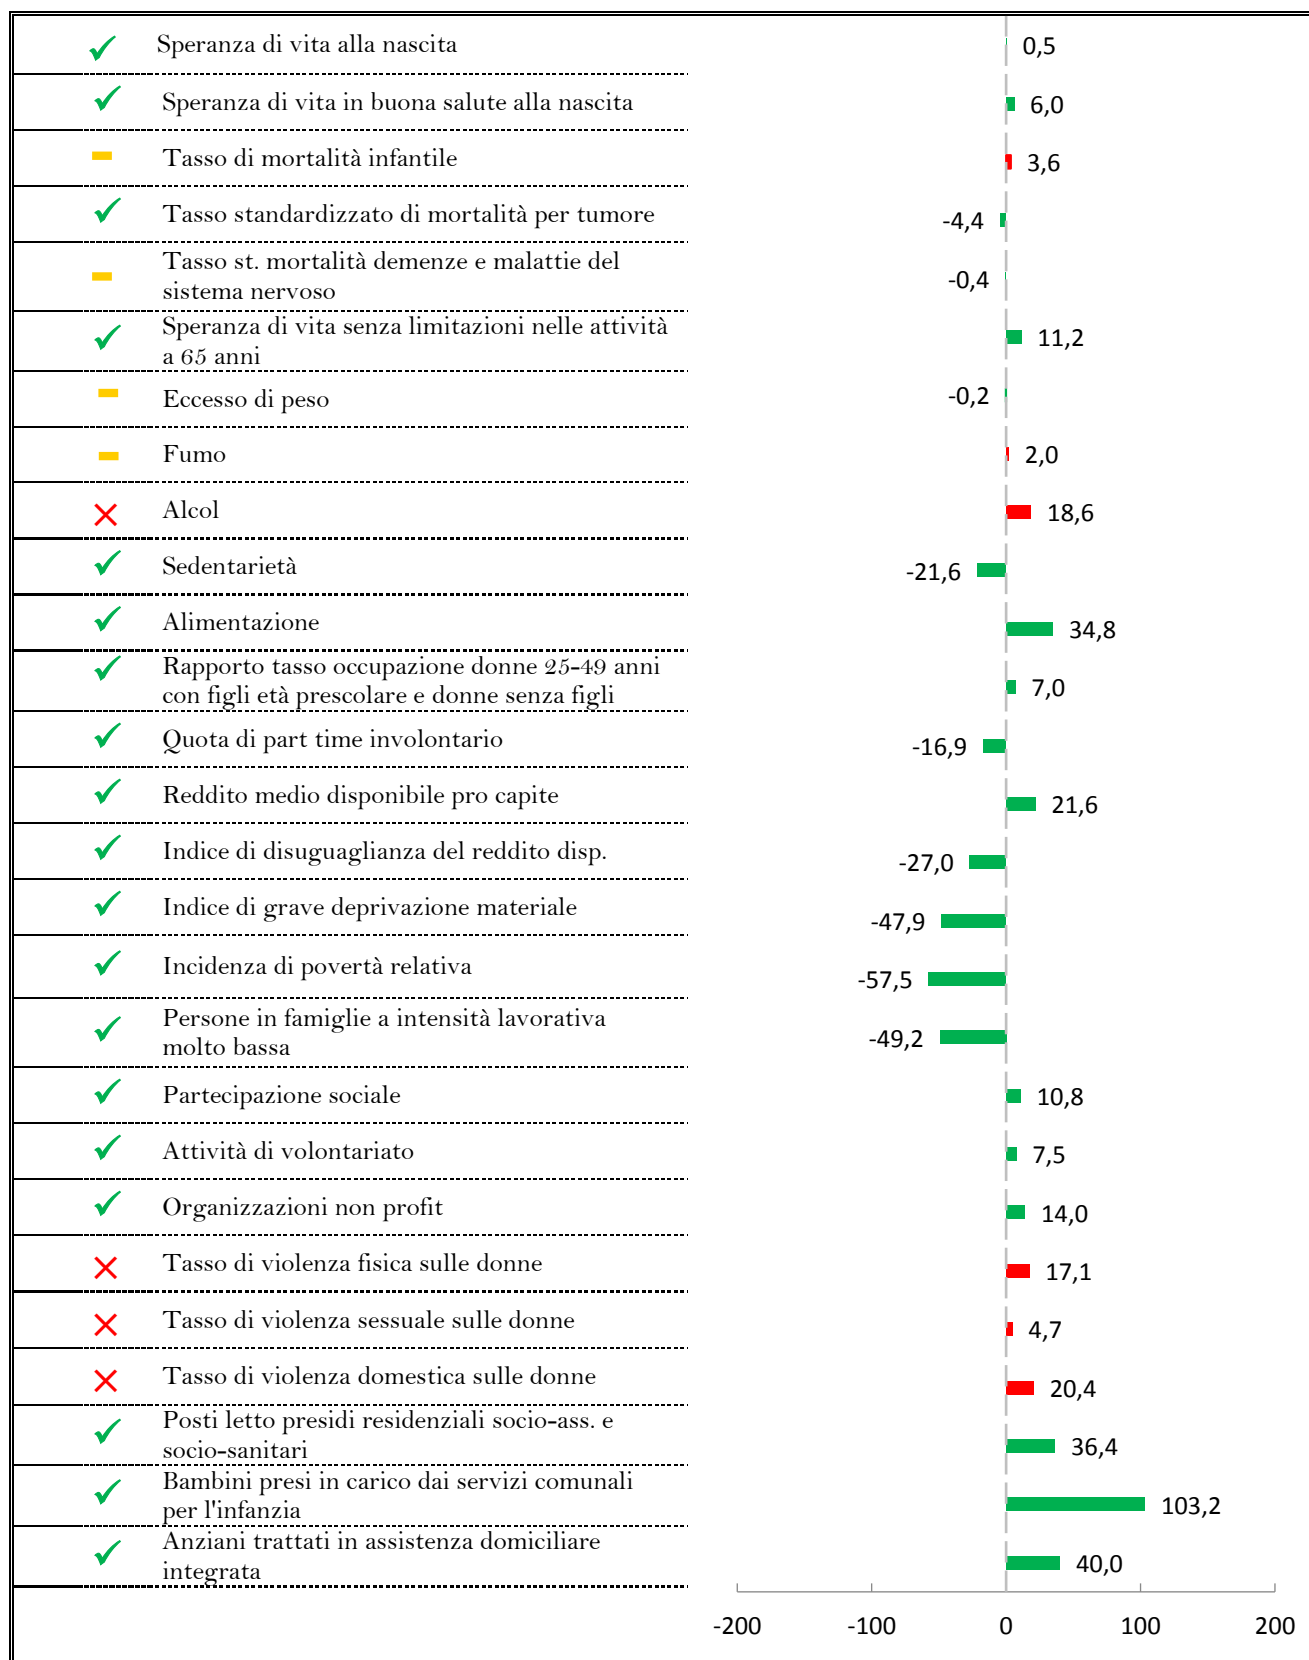 Speranza di vita alla nascita
0,5
Speranza di vita in buona salute alla nascita
6,0
Tasso di mortalità infantile
3,6
Tasso standardizzato di mortalità per tumore
-4,4
Tasso st. mortalità demenze e malattie del
sistema nervoso
-0,4
Speranza di vita senza limitazioni nelle attività
a 65 anni
11,2
Eccesso di peso
-0,2
Fumo
2,0
Alcol
18,6
Sedentarietà
-21,6
Alimentazione
34,8
Rapporto tasso occupazione donne 25-49 anni
con figli età prescolare e donne senza figli
7,0
Quota di part time involontario
-16,9
Reddito medio disponibile pro capite
21,6
Indice di disuguaglianza del reddito disp.
-27,0
Indice di grave deprivazione materiale
-47,9
Incidenza di povertà relativa
-57,5
Persone in famiglie a intensità lavorativa
molto bassa
-49,2
Partecipazione sociale
10,8
Attività di volontariato
7,5
Organizzazioni non profit
14,0
Tasso di violenza fisica sulle donne
17,1
Tasso di violenza sessuale sulle donne
4,7
Tasso di violenza domestica sulle donne
20,4
Posti letto presidi residenziali socio-ass. e
socio-sanitari
36,4
Bambini presi in carico dai servizi comunali
per l'infanzia
103,2
Anziani trattati in assistenza domiciliare
integrata
40,0
-200 -100 0 100 200